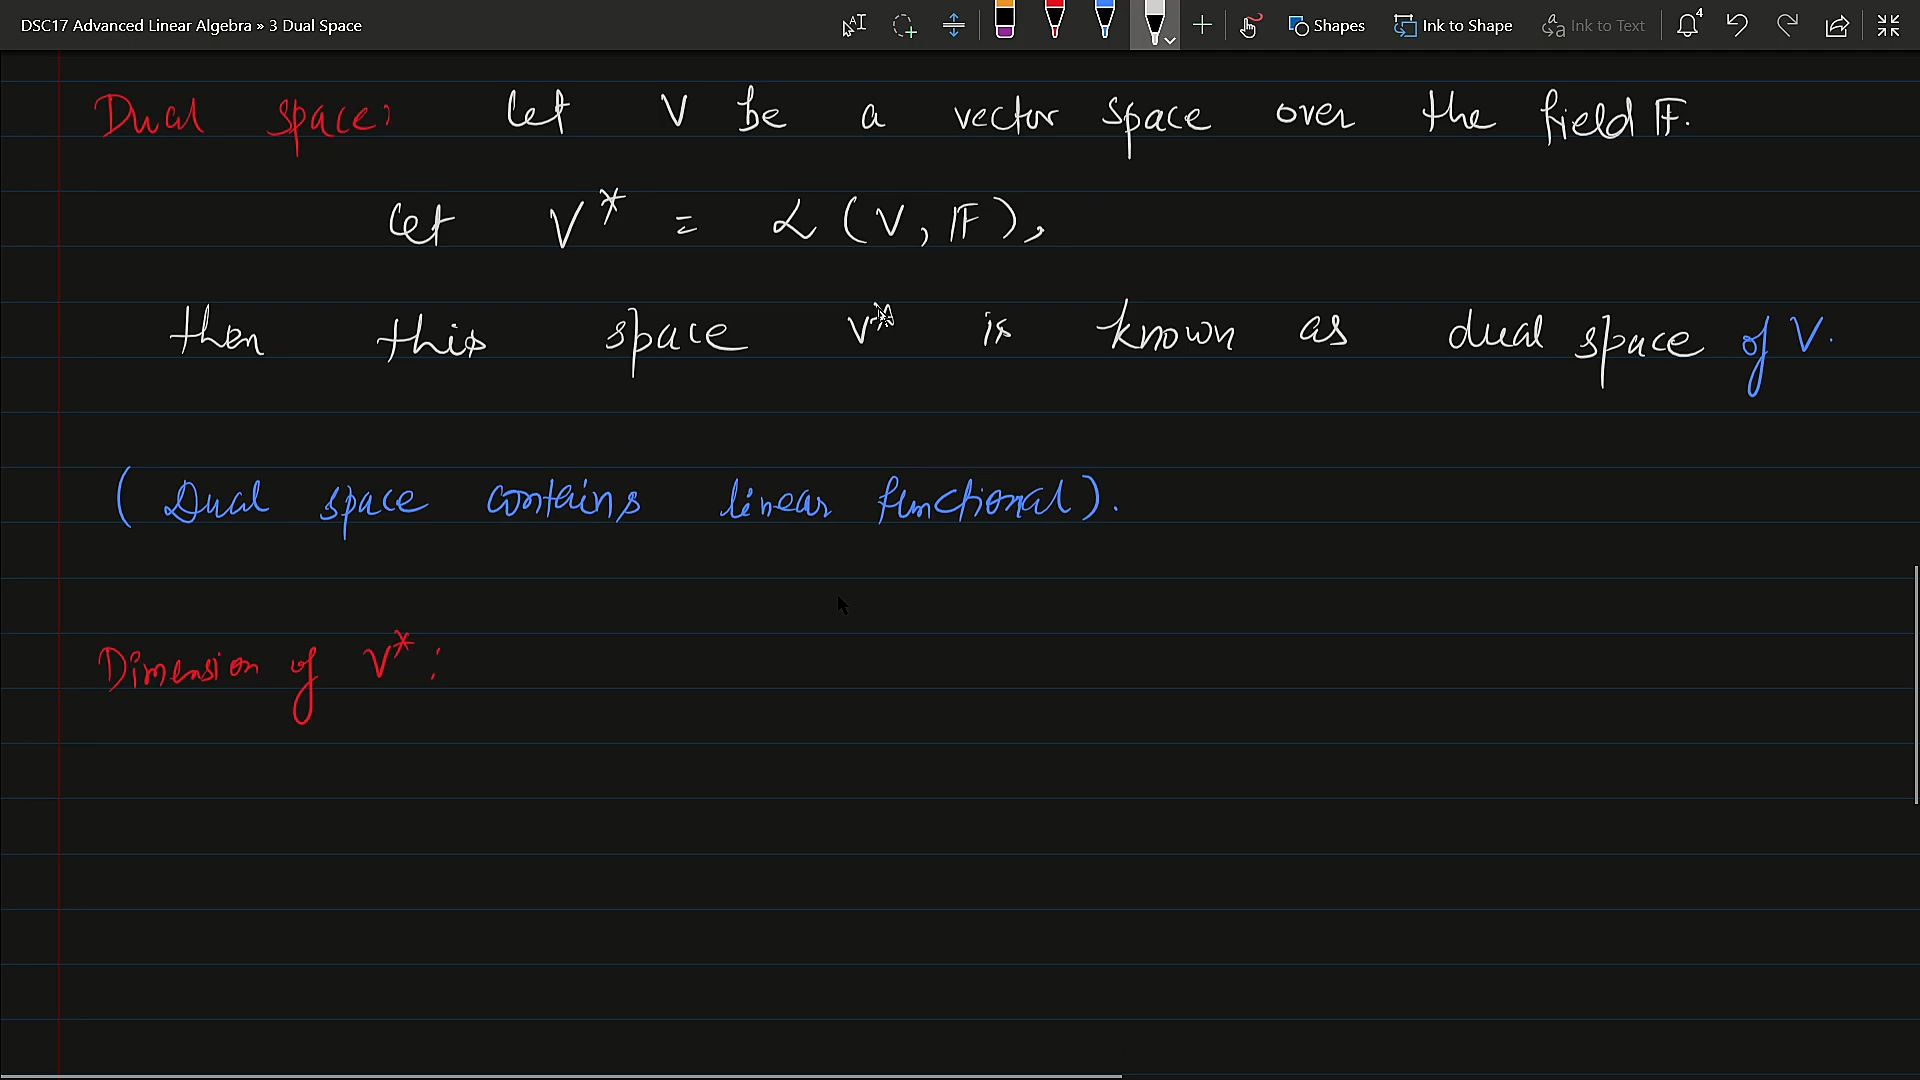 DSC17 Advanced Linear Algebra » 3 Dual Space
Shapes Ink to Shape Ink to Text 4
Dual space: let V be a vector space over the field 𝔽.
let V* = L (V, 𝔽),
then this space V* is known as dual space of V.
( Dual space contains linear functional).
Dimension of V* :